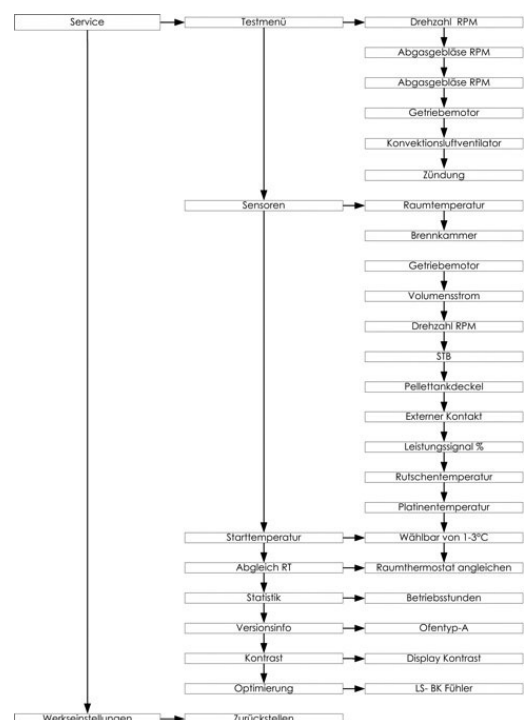 Service Testmenü Drehzahl RPM
Abgasgebläse RPM
Abgasgebläse RPM
Getriebemotor
Konvektionsluftventilator
Zündung
Sensoren Raumtemperatur
Brennkammer
Getriebemotor
Volumensstrom
Drehzahl RPM
STB
Pellettankdeckel
Externer Kontakt
Leistungssignal %
Rutschentemperatur
Platinentemperatur
Starttemperatur Wählbar von 1-3°C
Abgleich RT Raumthermostat angleichen
Statistik Betriebsstunden
Versionsinfo Ofentyp-A
Kontrast Display Kontrast
Optimierung LS- BK Fühler
Werkseinstellungen Zurückstellen